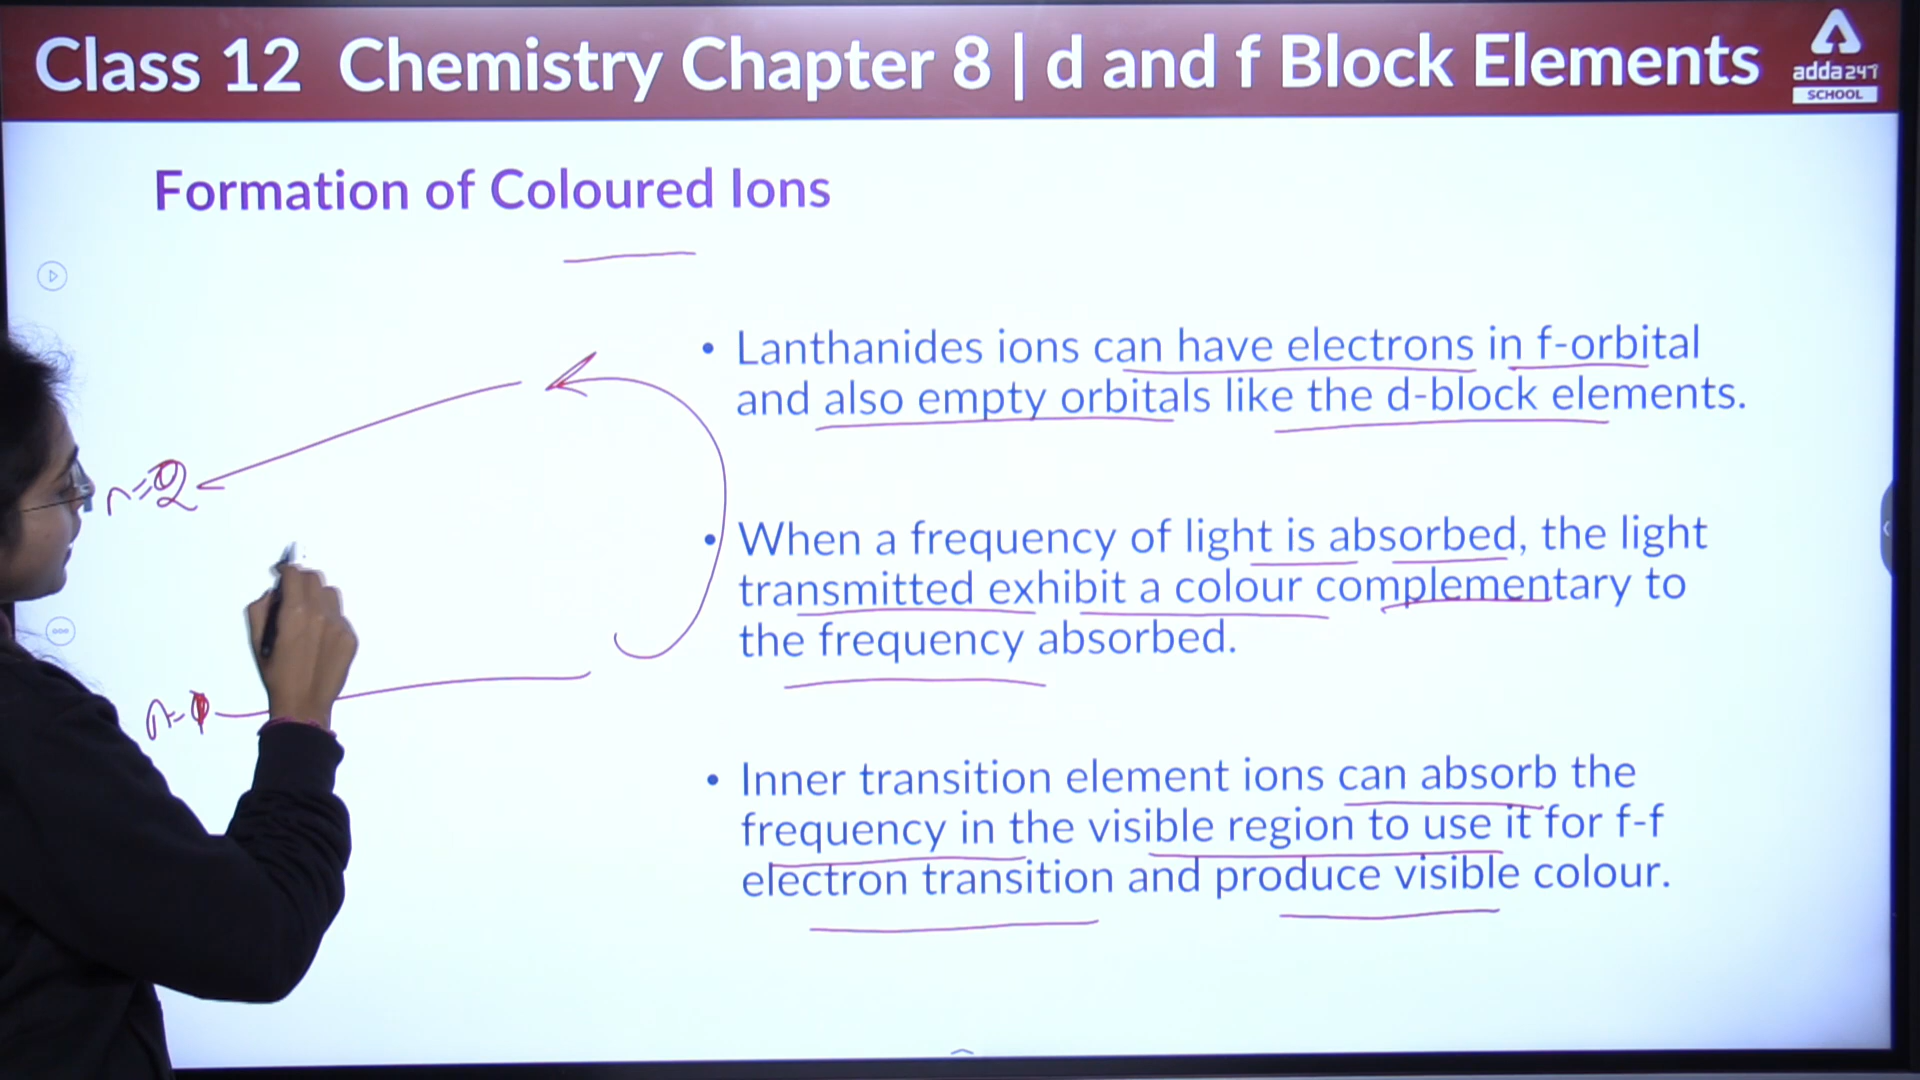 Class 12 Chemistry Chapter 8 | d and f Block Elements
adda247
SCHOOL
Formation of Coloured Ions
• Lanthanides ions can have electrons in f-orbital
and also empty orbitals like the d-block elements.
n=2
• When a frequency of light is absorbed, the light
transmitted exhibit a colour complementary to
the frequency absorbed.
n=1
• Inner transition element ions can absorb the
frequency in the visible region to use it for f-f
electron transition and produce visible colour.